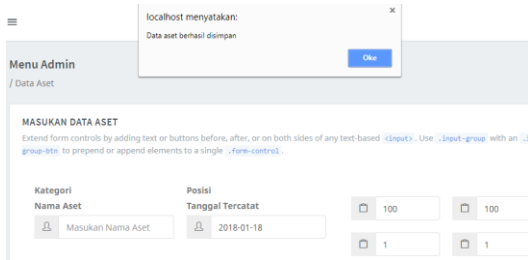 localhost menyatakan:
Data aset berhasil disimpan
Oke
Menu Admin
/ Data Aset
MASUKAN DATA ASET
Extend form controls by adding text or buttons before, after, or on both sides of any text-based <input>. Use .input-group with an
group-btn to prepend or append elements to a single .form-control.
Kategori Posisi
Nama Aset Tanggal Tercatat
Masukan Nama Aset 2018-01-18 100 100
1 1